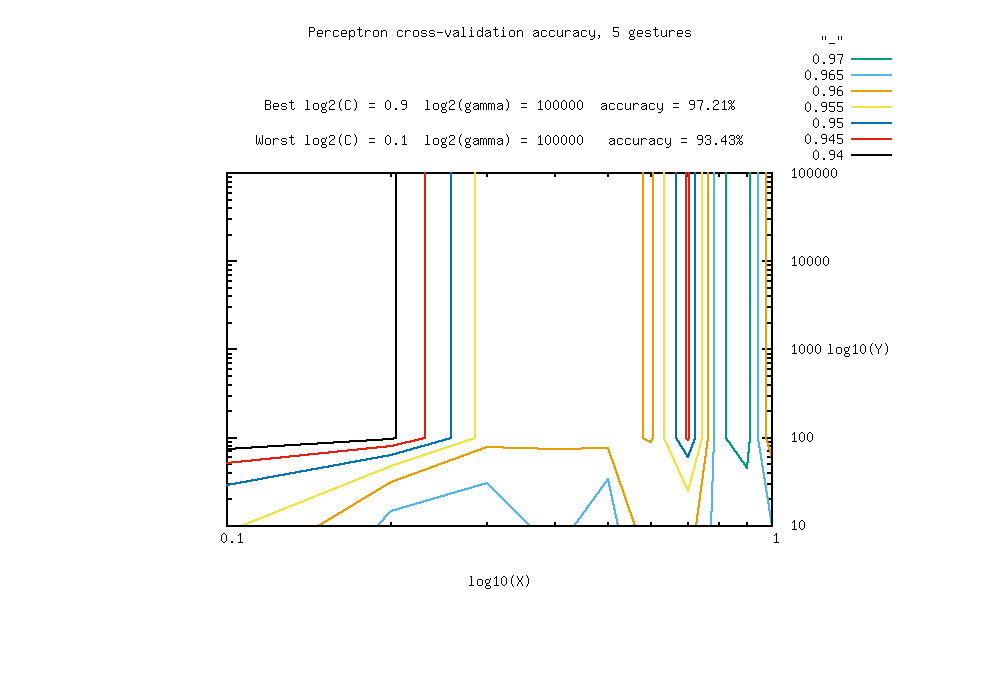 Perceptron cross-validation accuracy, 5 gestures
"_"
0.97
0.965
0.96
0.955
0.95
0.945
0.94
Best log2(C) = 0.9 log2(gamma) = 100000 accuracy = 97.21%
Worst log2(C) = 0.1 log2(gamma) = 100000 accuracy = 93.43%
100000
10000
1000 log10(Y)
100
10
0.1 1
log10(X)